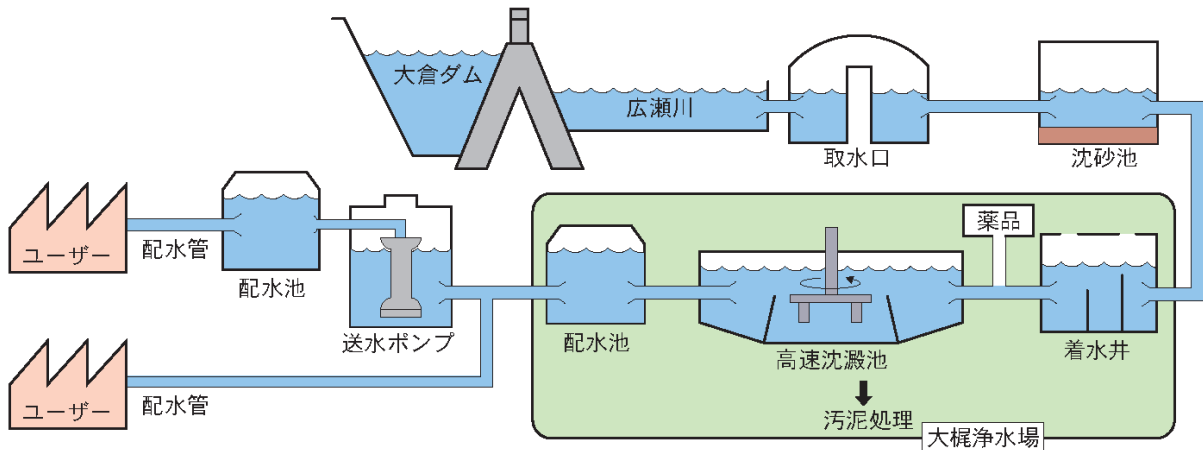 大倉ダム
広瀬川
取水口
沈砂池
ユーザー
配水管
配水池
送水ポンプ
配水池
高速沈澱池
薬品
着水井
ユーザー
配水管
汚泥処理
大梶浄水場